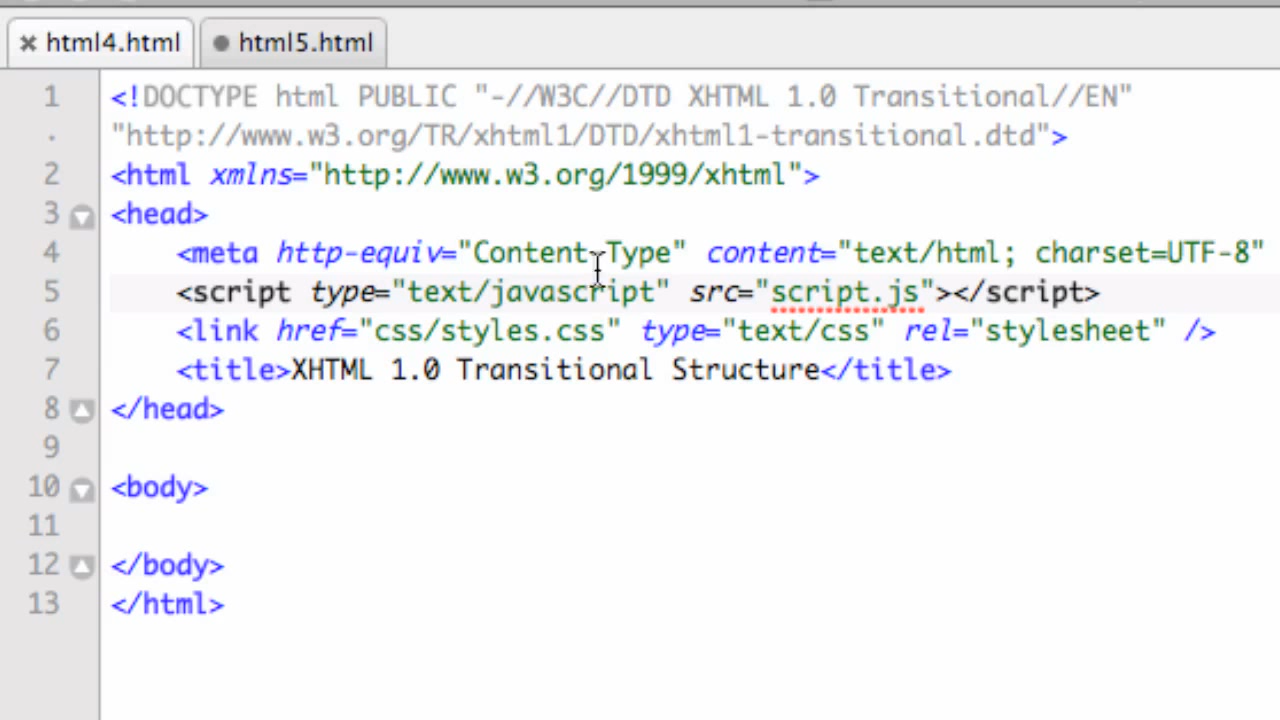 html4.html html5.html
1 <!DOCTYPE html PUBLIC "-//W3C//DTD XHTML 1.0 Transitional//EN"
. "http://www.w3.org/TR/xhtml1/DTD/xhtml1-transitional.dtd">
2 <html xmlns="http://www.w3.org/1999/xhtml">
3 <head>
4 <meta http-equiv="Content-Type" content="text/html; charset=UTF-8"
5 <script type="text/javascript" src="script.js"></script>
6 <link href="css/styles.css" type="text/css" rel="stylesheet" />
7 <title>XHTML 1.0 Transitional Structure</title>
8 </head>
9
10 <body>
11
12 </body>
13 </html>